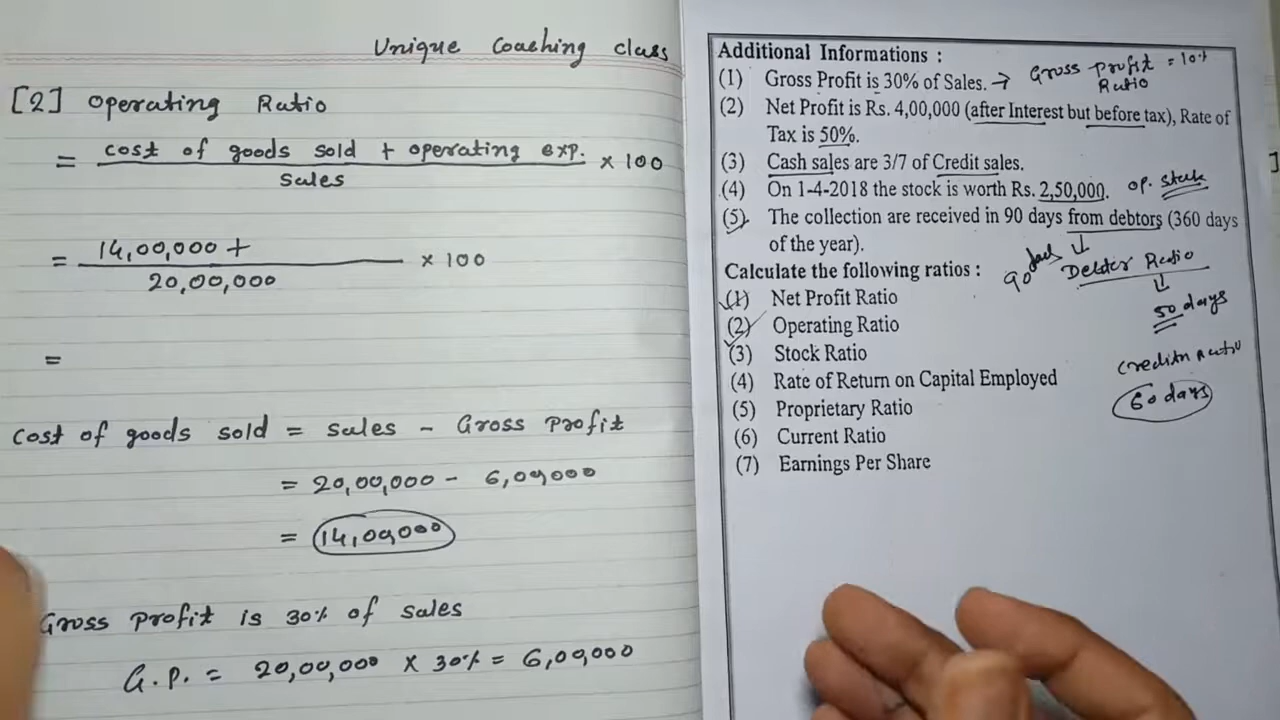 Unique Coaching Class
[2] Operating Ratio
= cost of goods sold + operating exp. × 100
sales
= 14,00,000 + × 100
20,00,000
=
Cost of goods sold = sales - Gross Profit
= 20,00,000 - 6,00,000
= 14,00,000
Gross Profit is 30% of sales
G.P. = 20,00,000 × 30% = 6,00,000
Additional Informations :
(1) Gross Profit is 30% of Sales. → Gross Profit = 10%
Ratio
(2) Net Profit is Rs. 4,00,000 (after Interest but before tax), Rate of
Tax is 50%.
(3) Cash sales are 3/7 of Credit sales.
(4) On 1-4-2018 the stock is worth Rs. 2,50,000. op. stock
(5) The collection are received in 90 days from debtors (360 days
of the year).
90 days Debtor Ratio
Calculate the following ratios :
(1) Net Profit Ratio
50 days
(2) Operating Ratio
(3) Stock Ratio
(4) Rate of Return on Capital Employed
60 days
(5) Proprietary Ratio
(6) Current Ratio
(7) Earnings Per Share